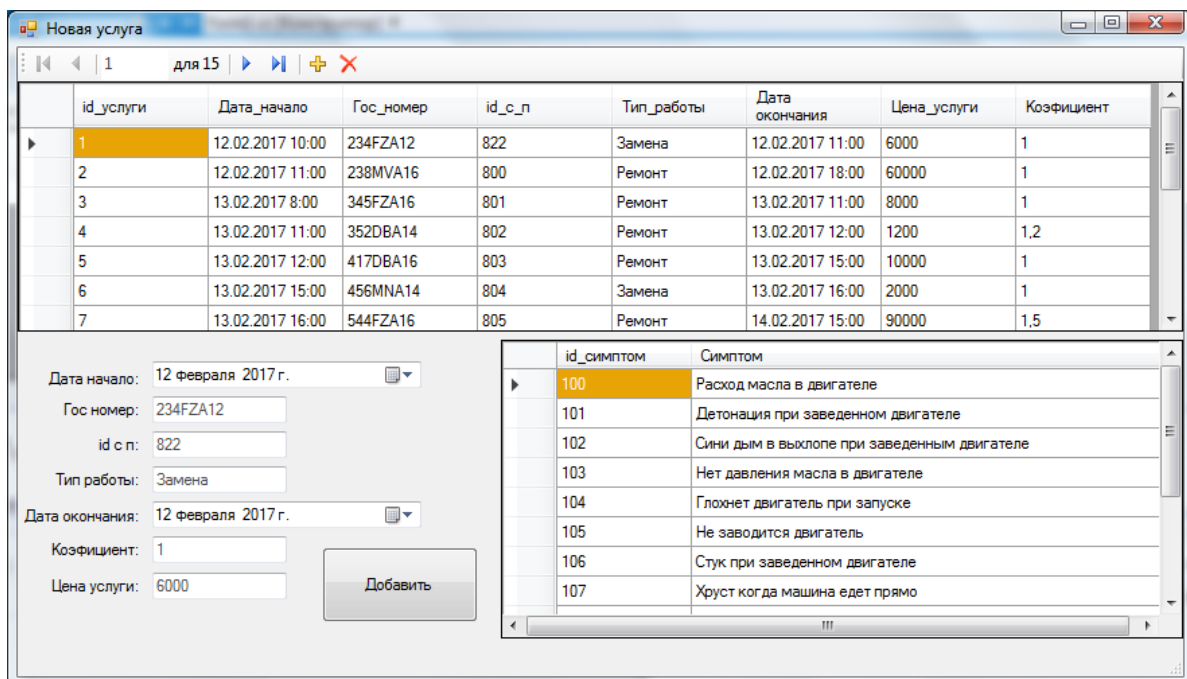 Новая услуга
1 для 15
id_услуги Дата_начало Гос_номер id_с_п Тип_работы Дата окончания Цена_услуги Коэфициент
1 12.02.2017 10:00 234FZA12 822 Замена 12.02.2017 11:00 6000 1
2 12.02.2017 11:00 238MVA16 800 Ремонт 12.02.2017 18:00 60000 1
3 13.02.2017 8:00 345FZA16 801 Ремонт 13.02.2017 11:00 8000 1
4 13.02.2017 11:00 352DBA14 802 Ремонт 13.02.2017 12:00 1200 1,2
5 13.02.2017 12:00 417DBA16 803 Ремонт 13.02.2017 15:00 10000 1
6 13.02.2017 15:00 456MNA14 804 Замена 13.02.2017 16:00 2000 1
7 13.02.2017 16:00 544FZA16 805 Ремонт 14.02.2017 15:00 90000 1,5
Дата начало: 12 февраля 2017 г.
Гос номер: 234FZA12
id с п: 822
Тип работы: Замена
Дата окончания: 12 февраля 2017 г.
Коэфициент: 1
Цена услуги: 6000
Добавить
id_симптом Симптом
100 Расход масла в двигателе
101 Детонация при заведенном двигателе
102 Сини дым в выхлопе при заведенным двигателе
103 Нет давления масла в двигателе
104 Глохнет двигатель при запуске
105 Не заводится двигатель
106 Стук при заведенном двигателе
107 Хруст когда машина едет прямо